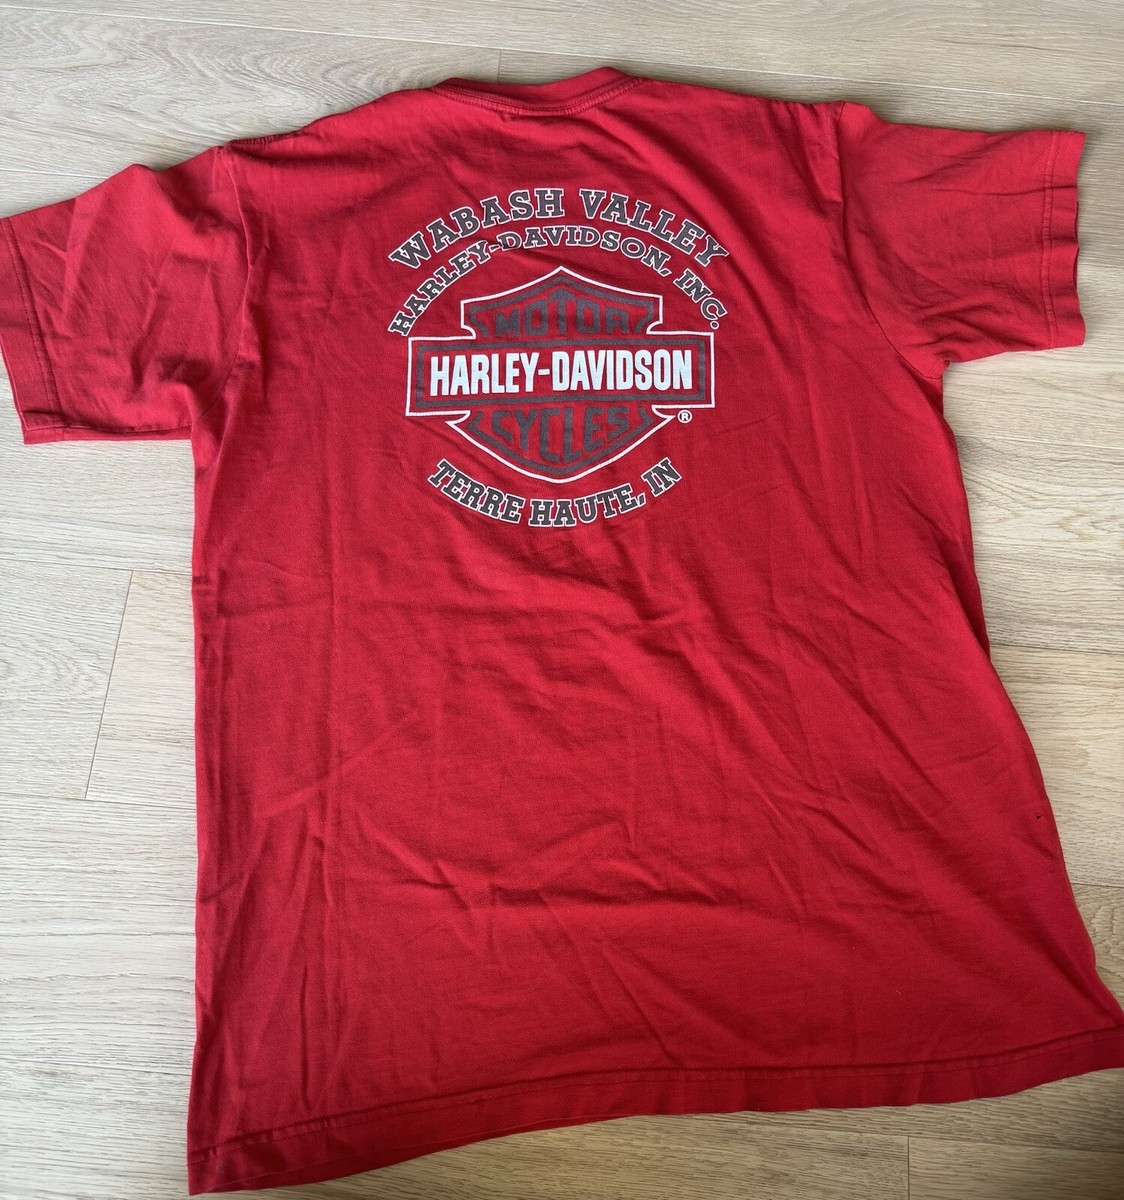 WABASH VALLEY
HARLEY-DAVIDSON, INC.
MOTOR
HARLEY-DAVIDSON
CYCLES
®
TERRE HAUTE, IN